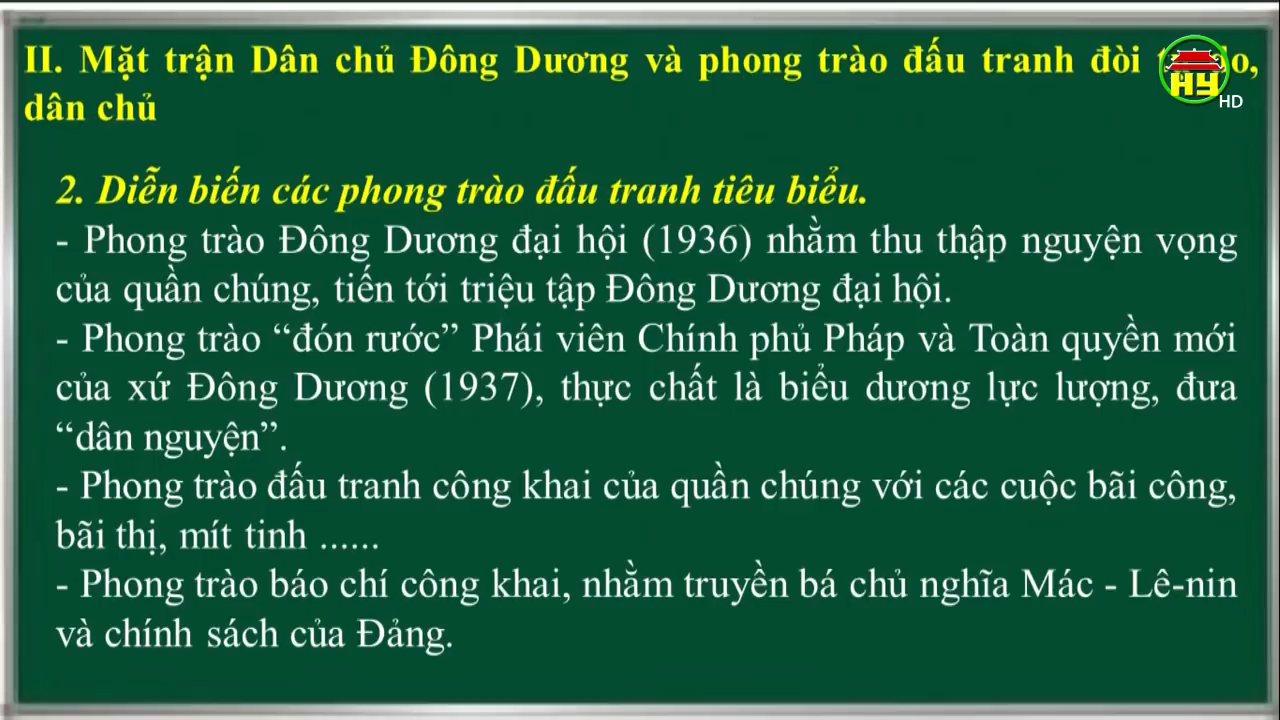 II. Mặt trận Dân chủ Đông Dương và phong trào đấu tranh đòi
dân chủ
HY
HD
2. Diễn biến các phong trào đấu tranh tiêu biểu.
- Phong trào Đông Dương đại hội (1936) nhằm thu thập nguyện vọng
của quần chúng, tiến tới triệu tập Đông Dương đại hội.
- Phong trào “đón rước” Phái viên Chính phủ Pháp và Toàn quyền mới
của xứ Đông Dương (1937), thực chất là biểu dương lực lượng, đưa
“dân nguyện”.
- Phong trào đấu tranh công khai của quần chúng với các cuộc bãi công,
bãi thị, mít tinh ......
- Phong trào báo chí công khai, nhằm truyền bá chủ nghĩa Mác - Lê-nin
và chính sách của Đảng.